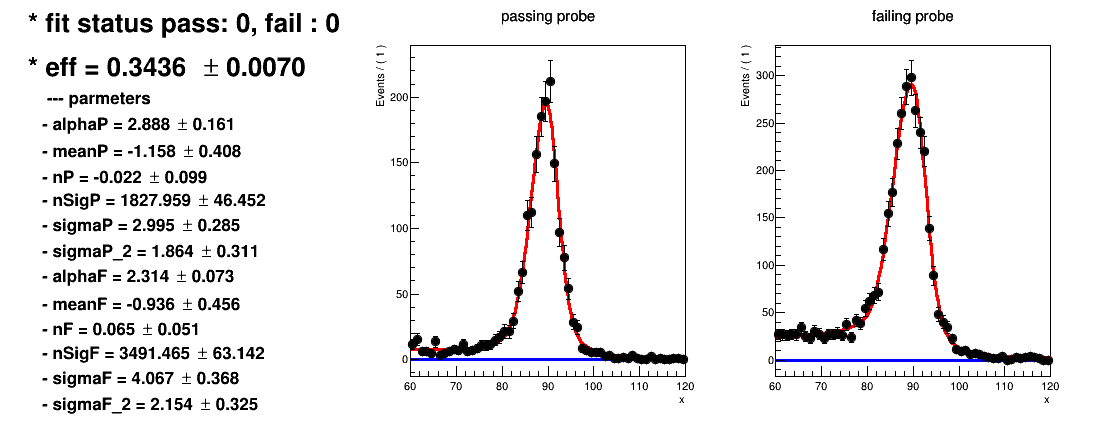 * fit status pass: 0, fail : 0
* eff = 0.3436 ± 0.0070
--- parmeters
- alphaP = 2.888 ± 0.161
- meanP = -1.158 ± 0.408
- nP = -0.022 ± 0.099
- nSigP = 1827.959 ± 46.452
- sigmaP = 2.995 ± 0.285
- sigmaP_2 = 1.864 ± 0.311
- alphaF = 2.314 ± 0.073
- meanF = -0.936 ± 0.456
- nF = 0.065 ± 0.051
- nSigF = 3491.465 ± 63.142
- sigmaF = 4.067 ± 0.368
- sigmaF_2 = 2.154 ± 0.325
passing probe
Events / ( 1 )
200
150
100
50
0
60 70 80 90 100 110 120
x
failing probe
Events / ( 1 )
300
250
200
150
100
50
0
60 70 80 90 100 110 120
x